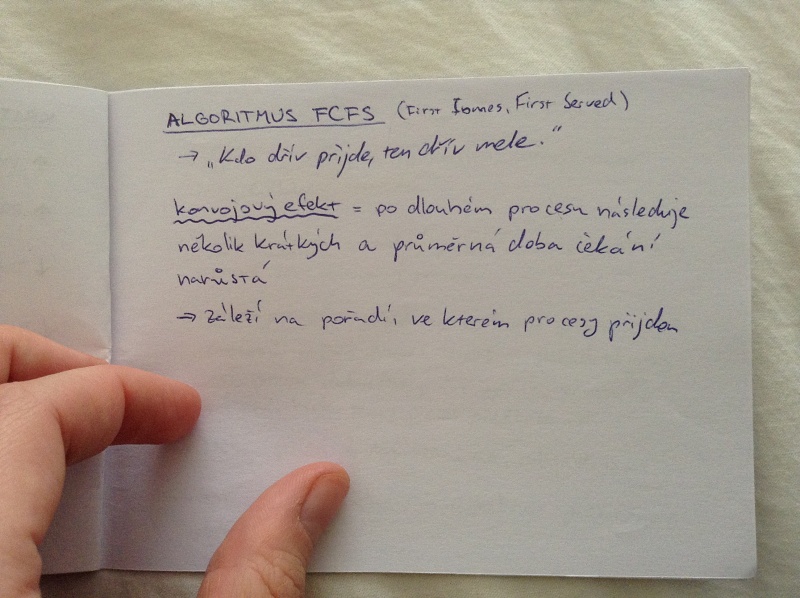 ALGORITMUS FCFS (First Comes, First Served)
→ „Kdo dřív přijde, ten dřív mele."
konvojový efekt = po dlouhém procesu následuje
několik krátkých a průměrná doba čekání
narůstá
→ záleží na pořadí, ve kterém procesy přijdou